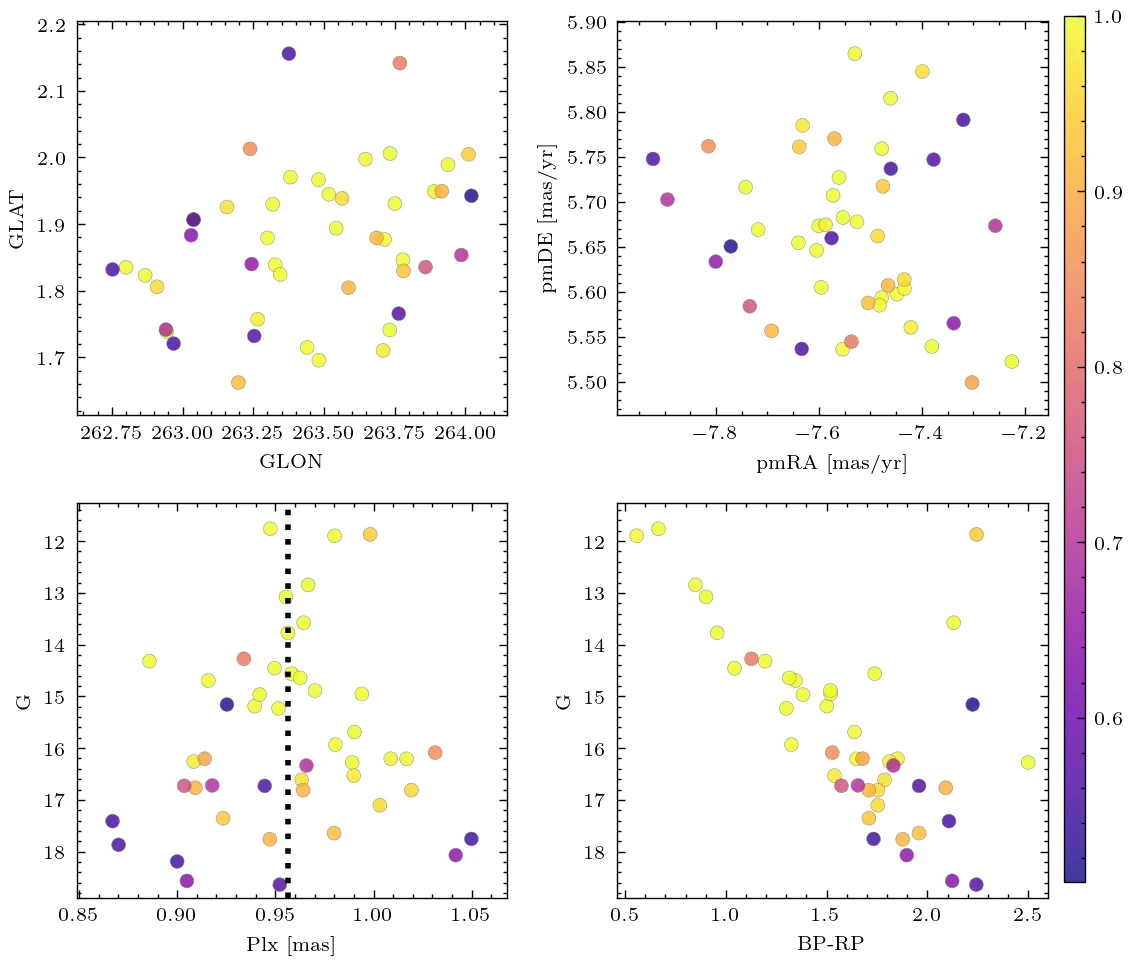 2.2
2.1
2.0
1.9
1.8
1.7
GLAT
262.75 263.00 263.25 263.50 263.75 264.00
GLON
5.90
5.85
5.80
5.75
5.70
5.65
5.60
5.55
5.50
pmDE [mas/yr]
−7.8 −7.6 −7.4 −7.2
pmRA [mas/yr]
1.0
0.9
0.8
0.7
0.6
12
13
14
15
16
17
18
G
0.85 0.90 0.95 1.00 1.05
Plx [mas]
12
13
14
15
16
17
18
G
0.5 1.0 1.5 2.0 2.5
BP-RP